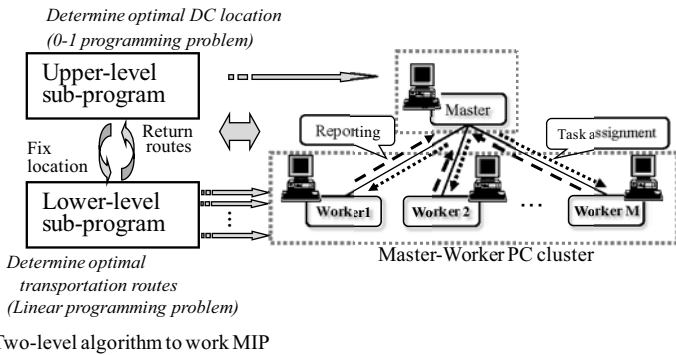 Determine optimal DC location
(0-1 programming problem)
Upper-level
sub-program
Return
routes
Fix
location
Lower-level
sub-program
Determine optimal
transportation routes
(Linear programming problem)
Master
Reporting
Task assignment
Worker1
Worker 2
...
Worker M
Master-Worker PC cluster
Two-level algorithm to work MIP